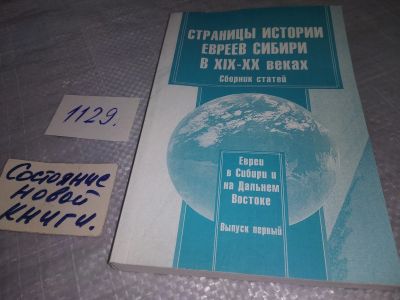 СТРАНИЦЫ ИСТОРИИ
ЕВРЕЕВ СИБИРИ
В XIX-XX веках
Сборник статей
Евреи
в Сибири и
на Дальнем
Востоке
Выпуск первый
1129.
Состояние
новой
книги.